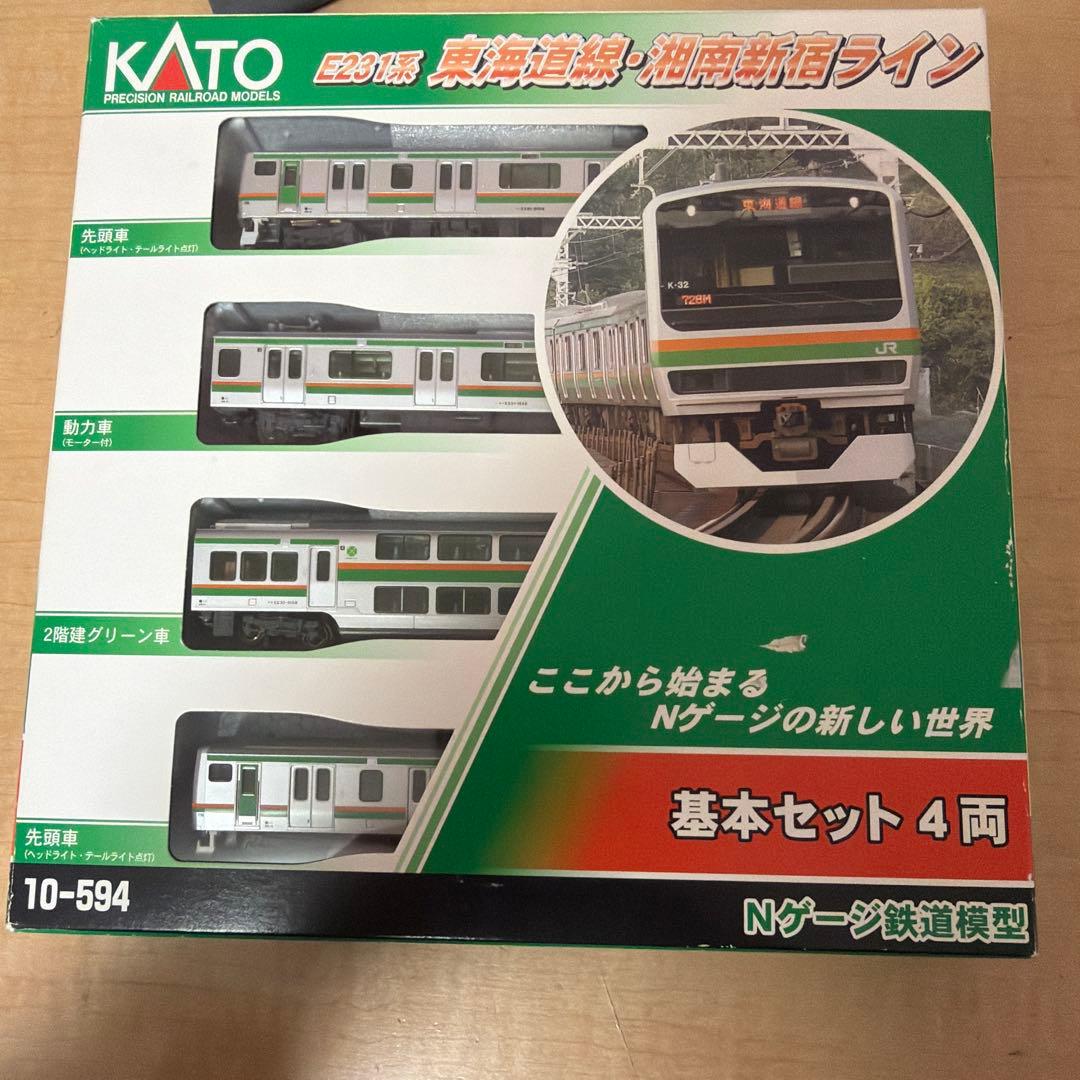 KATO
PRECISION RAILROAD MODELS
E231系 東海道線・湘南新宿ライン
先頭車
(ヘッドライト・テールライト点灯)
東海道線
K-32
728M
JR
動力車
(モーター付)
2階建グリーン車
ここから始まる
Nゲージの新しい世界
先頭車
(ヘッドライト・テールライト点灯)
基本セット4両
10-594
Nゲージ鉄道模型